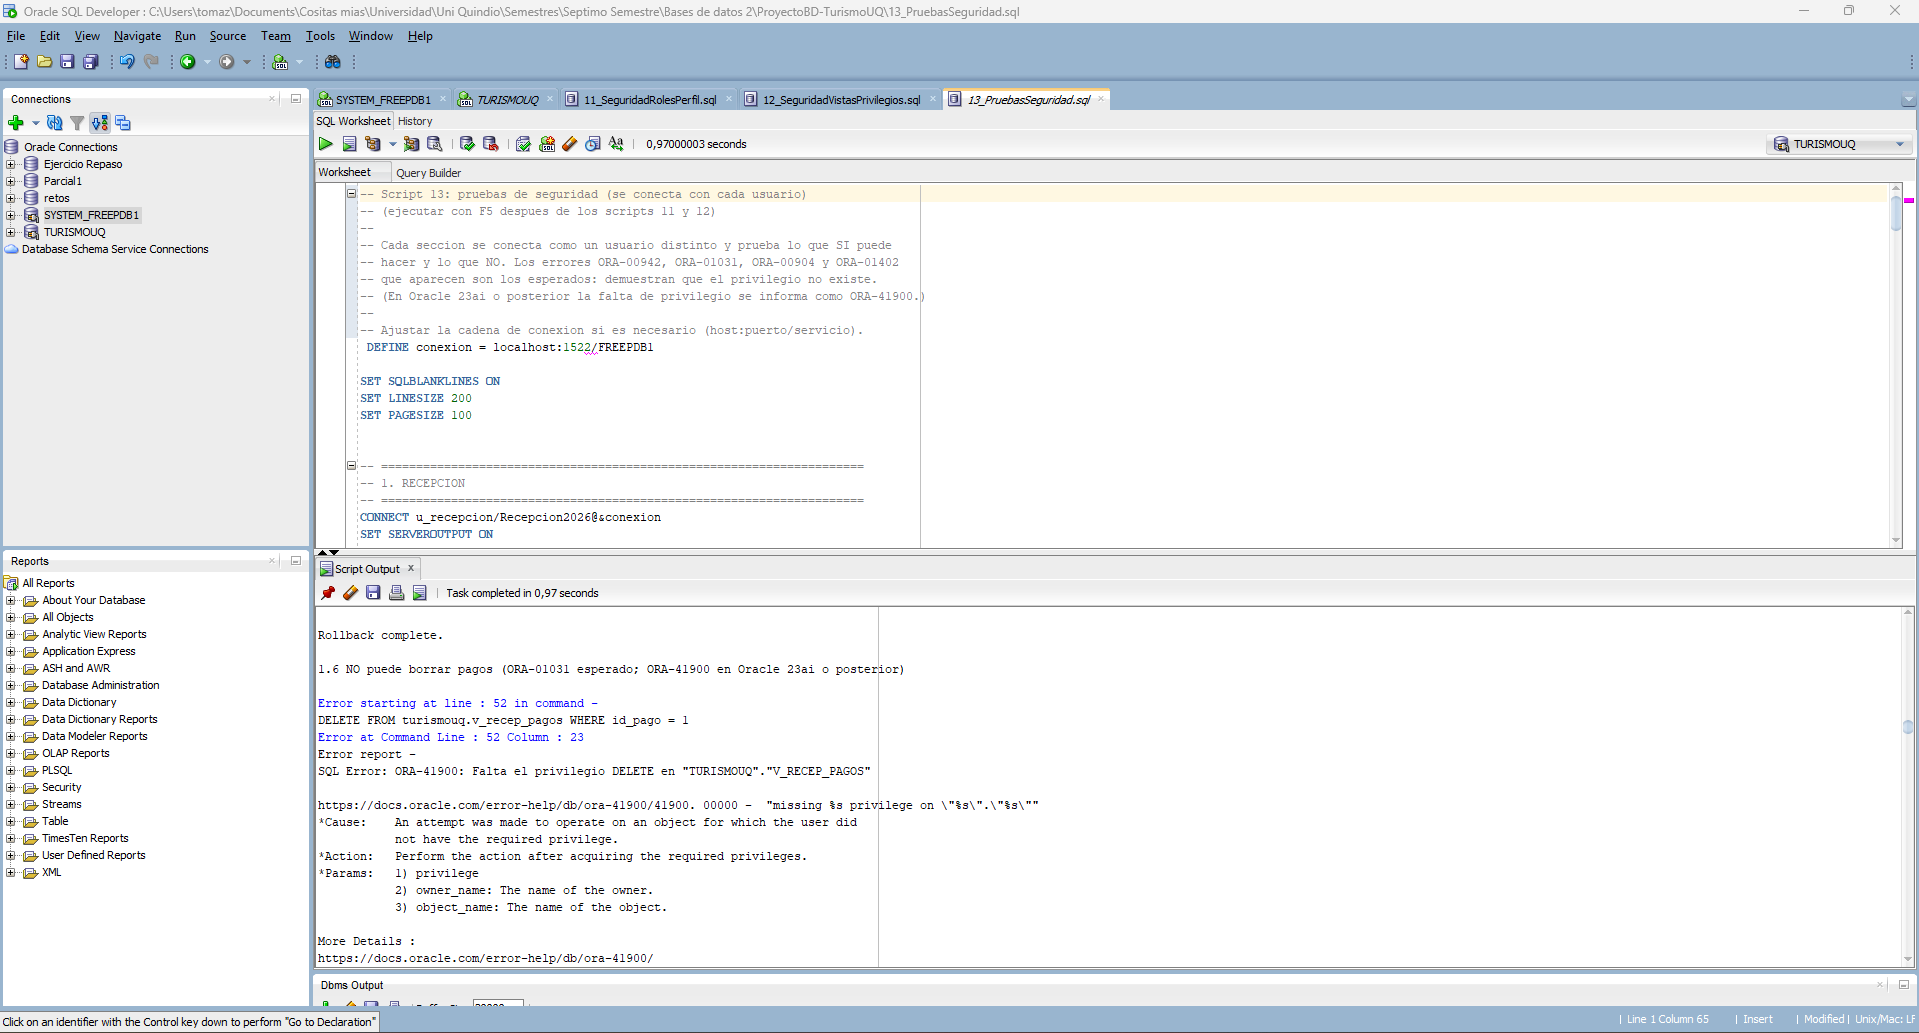 Oracle SQL Developer : C:\Users\tomaz\Documents\Cositas mias\Universidad\Uni Quindio\Semestres\Septimo Semestre\Bases de datos 2\ProyectoBD-TurismoUQ\13_PruebasSeguridad.sql
File Edit View Navigate Run Source Team Tools Window Help
Connections
Oracle Connections
Ejercicio Repaso
Parcial1
retos
SYSTEM_FREEPDB1
TURISMOUQ
Database Schema Service Connections
Reports
All Reports
About Your Database
All Objects
Analytic View Reports
Application Express
ASH and AWR
Database Administration
Data Dictionary
Data Dictionary Reports
Data Modeler Reports
OLAP Reports
PLSQL
Security
Streams
Table
TimesTen Reports
User Defined Reports
XML
SYSTEM_FREEPDB1 TURISMOUQ 11_SeguridadRolesPerfil.sql 12_SeguridadVistasPrivilegios.sql 13_PruebasSeguridad.sql
SQL Worksheet History
0,97000003 seconds
TURISMOUQ
Worksheet Query Builder
-- Script 13: pruebas de seguridad (se conecta con cada usuario)
-- (ejecutar con F5 despues de los scripts 11 y 12)
--
-- Cada seccion se conecta como un usuario distinto y prueba lo que SI puede
-- hacer y lo que NO. Los errores ORA-00942, ORA-01031, ORA-00904 y ORA-01402
-- que aparecen son los esperados: demuestran que el privilegio no existe.
-- (En Oracle 23ai o posterior la falta de privilegio se informa como ORA-41900.)
--
-- Ajustar la cadena de conexion si es necesario (host:puerto/servicio).
DEFINE conexion = localhost:1522/FREEPDB1
SET SQLBLANKLINES ON
SET LINESIZE 200
SET PAGESIZE 100
-- =====================================================================
-- 1. RECEPCION
-- =====================================================================
CONNECT u_recepcion/Recepcion2026@&conexion
SET SERVEROUTPUT ON
Script Output
Task completed in 0,97 seconds
Rollback complete.
1.6 NO puede borrar pagos (ORA-01031 esperado; ORA-41900 en Oracle 23ai o posterior)
Error starting at line : 52 in command -
DELETE FROM turismouq.v_recep_pagos WHERE id_pago = 1
Error at Command Line : 52 Column : 23
Error report -
SQL Error: ORA-41900: Falta el privilegio DELETE en "TURISMOUQ"."V_RECEP_PAGOS"
https://docs.oracle.com/error-help/db/ora-41900/41900. 00000 -  "missing %s privilege on \"%s\".\"%s\""
*Cause:    An attempt was made to operate on an object for which the user did
not have the required privilege.
*Action:   Perform the action after acquiring the required privileges.
*Params:   1) privilege
2) owner_name: The name of the owner.
3) object_name: The name of the object.
More Details :
https://docs.oracle.com/error-help/db/ora-41900/
Dbms Output
Click on an identifier with the Control key down to perform "Go to Declaration"
Line 1 Column 65 Insert Modified Unix/Mac: LF